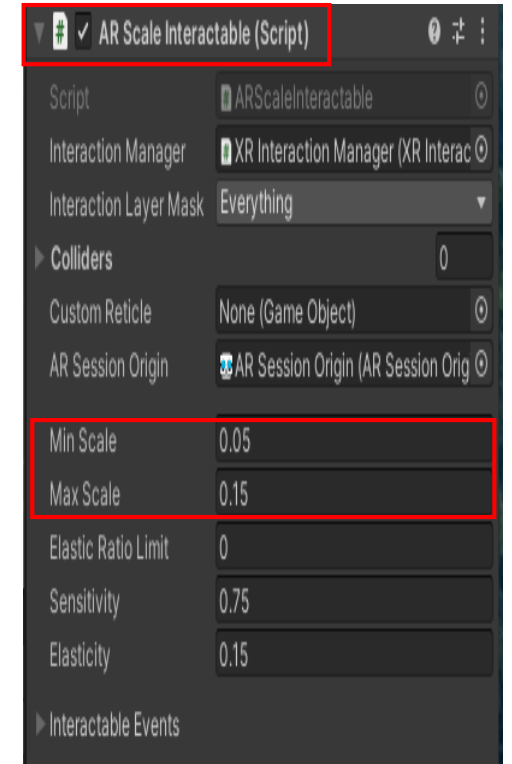 AR Scale Interactable (Script)
Script ARScaleInteractable
Interaction Manager XR Interaction Manager (XR Interac
Interaction Layer Mask Everything
Colliders 0
Custom Reticle None (Game Object)
AR Session Origin AR Session Origin (AR Session Orig
Min Scale 0.05
Max Scale 0.15
Elastic Ratio Limit 0
Sensitivity 0.75
Elasticity 0.15
Interactable Events